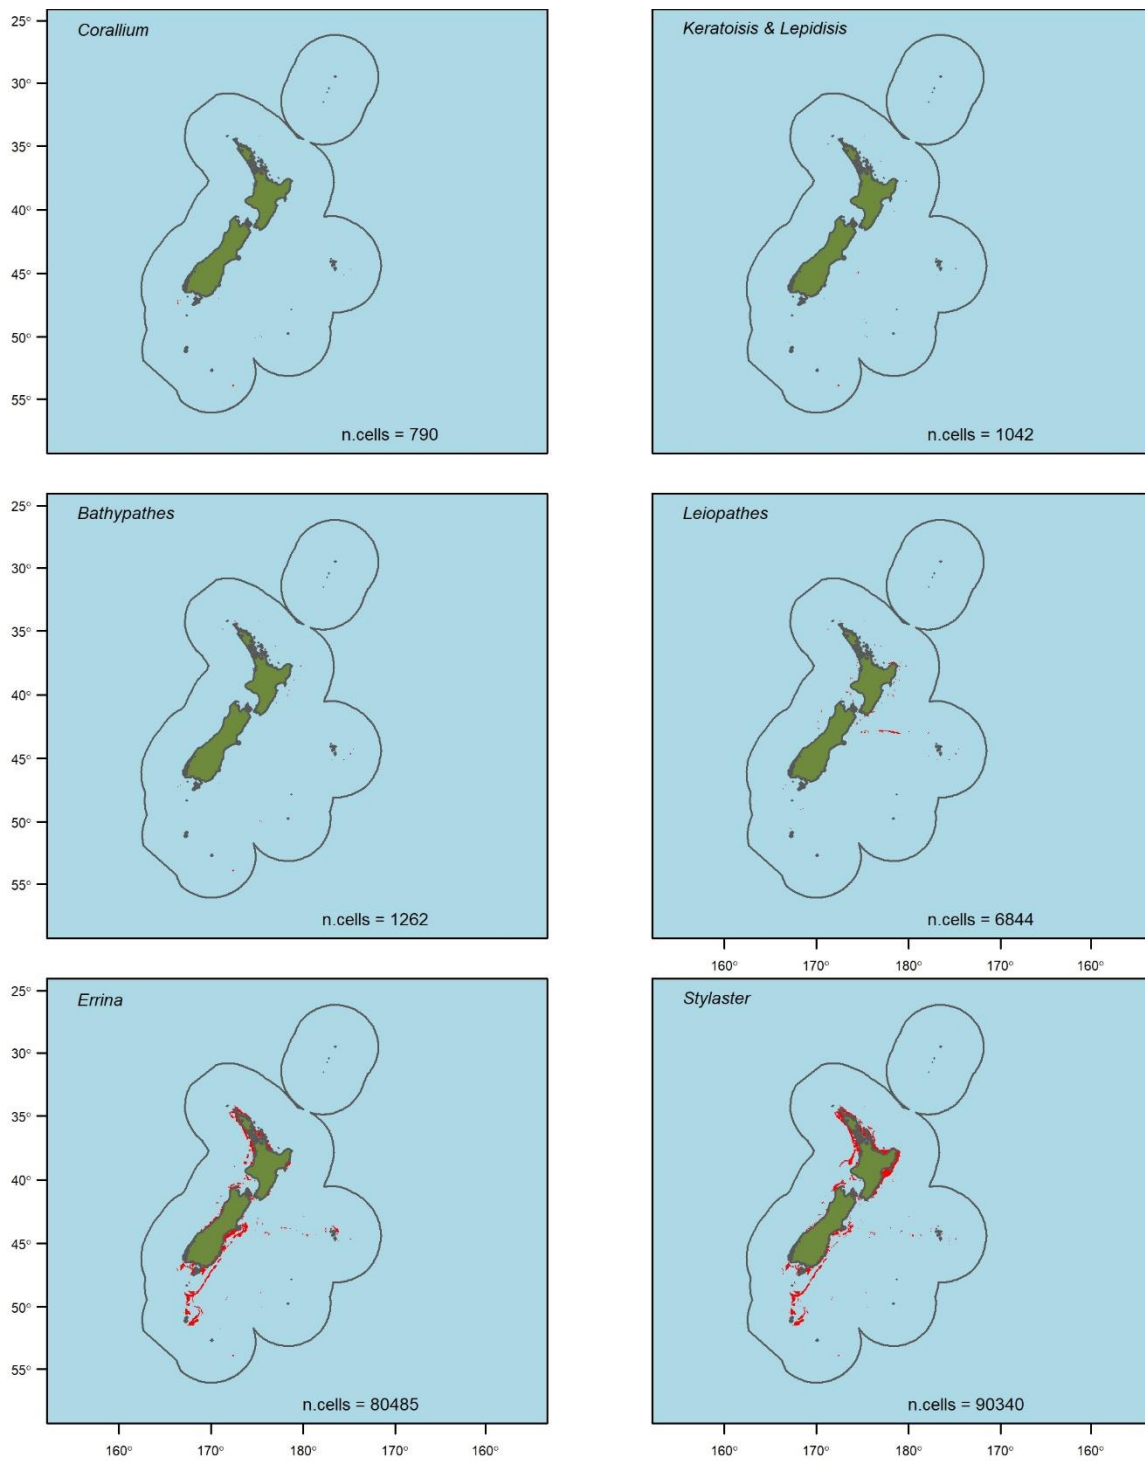 Corallium
25°
30°
35°
40°
45°
50°
55°
n.cells = 790
Keratoisis & Lepidisis
n.cells = 1042
Bathypathes
25°
30°
35°
40°
45°
50°
55°
n.cells = 1262
Leiopathes
n.cells = 6844
160° 170° 180° 170° 160°
Errina
25°
30°
35°
40°
45°
50°
55°
n.cells = 80485
160° 170° 180° 170° 160°
Stylaster
n.cells = 90340
160° 170° 180° 170° 160°